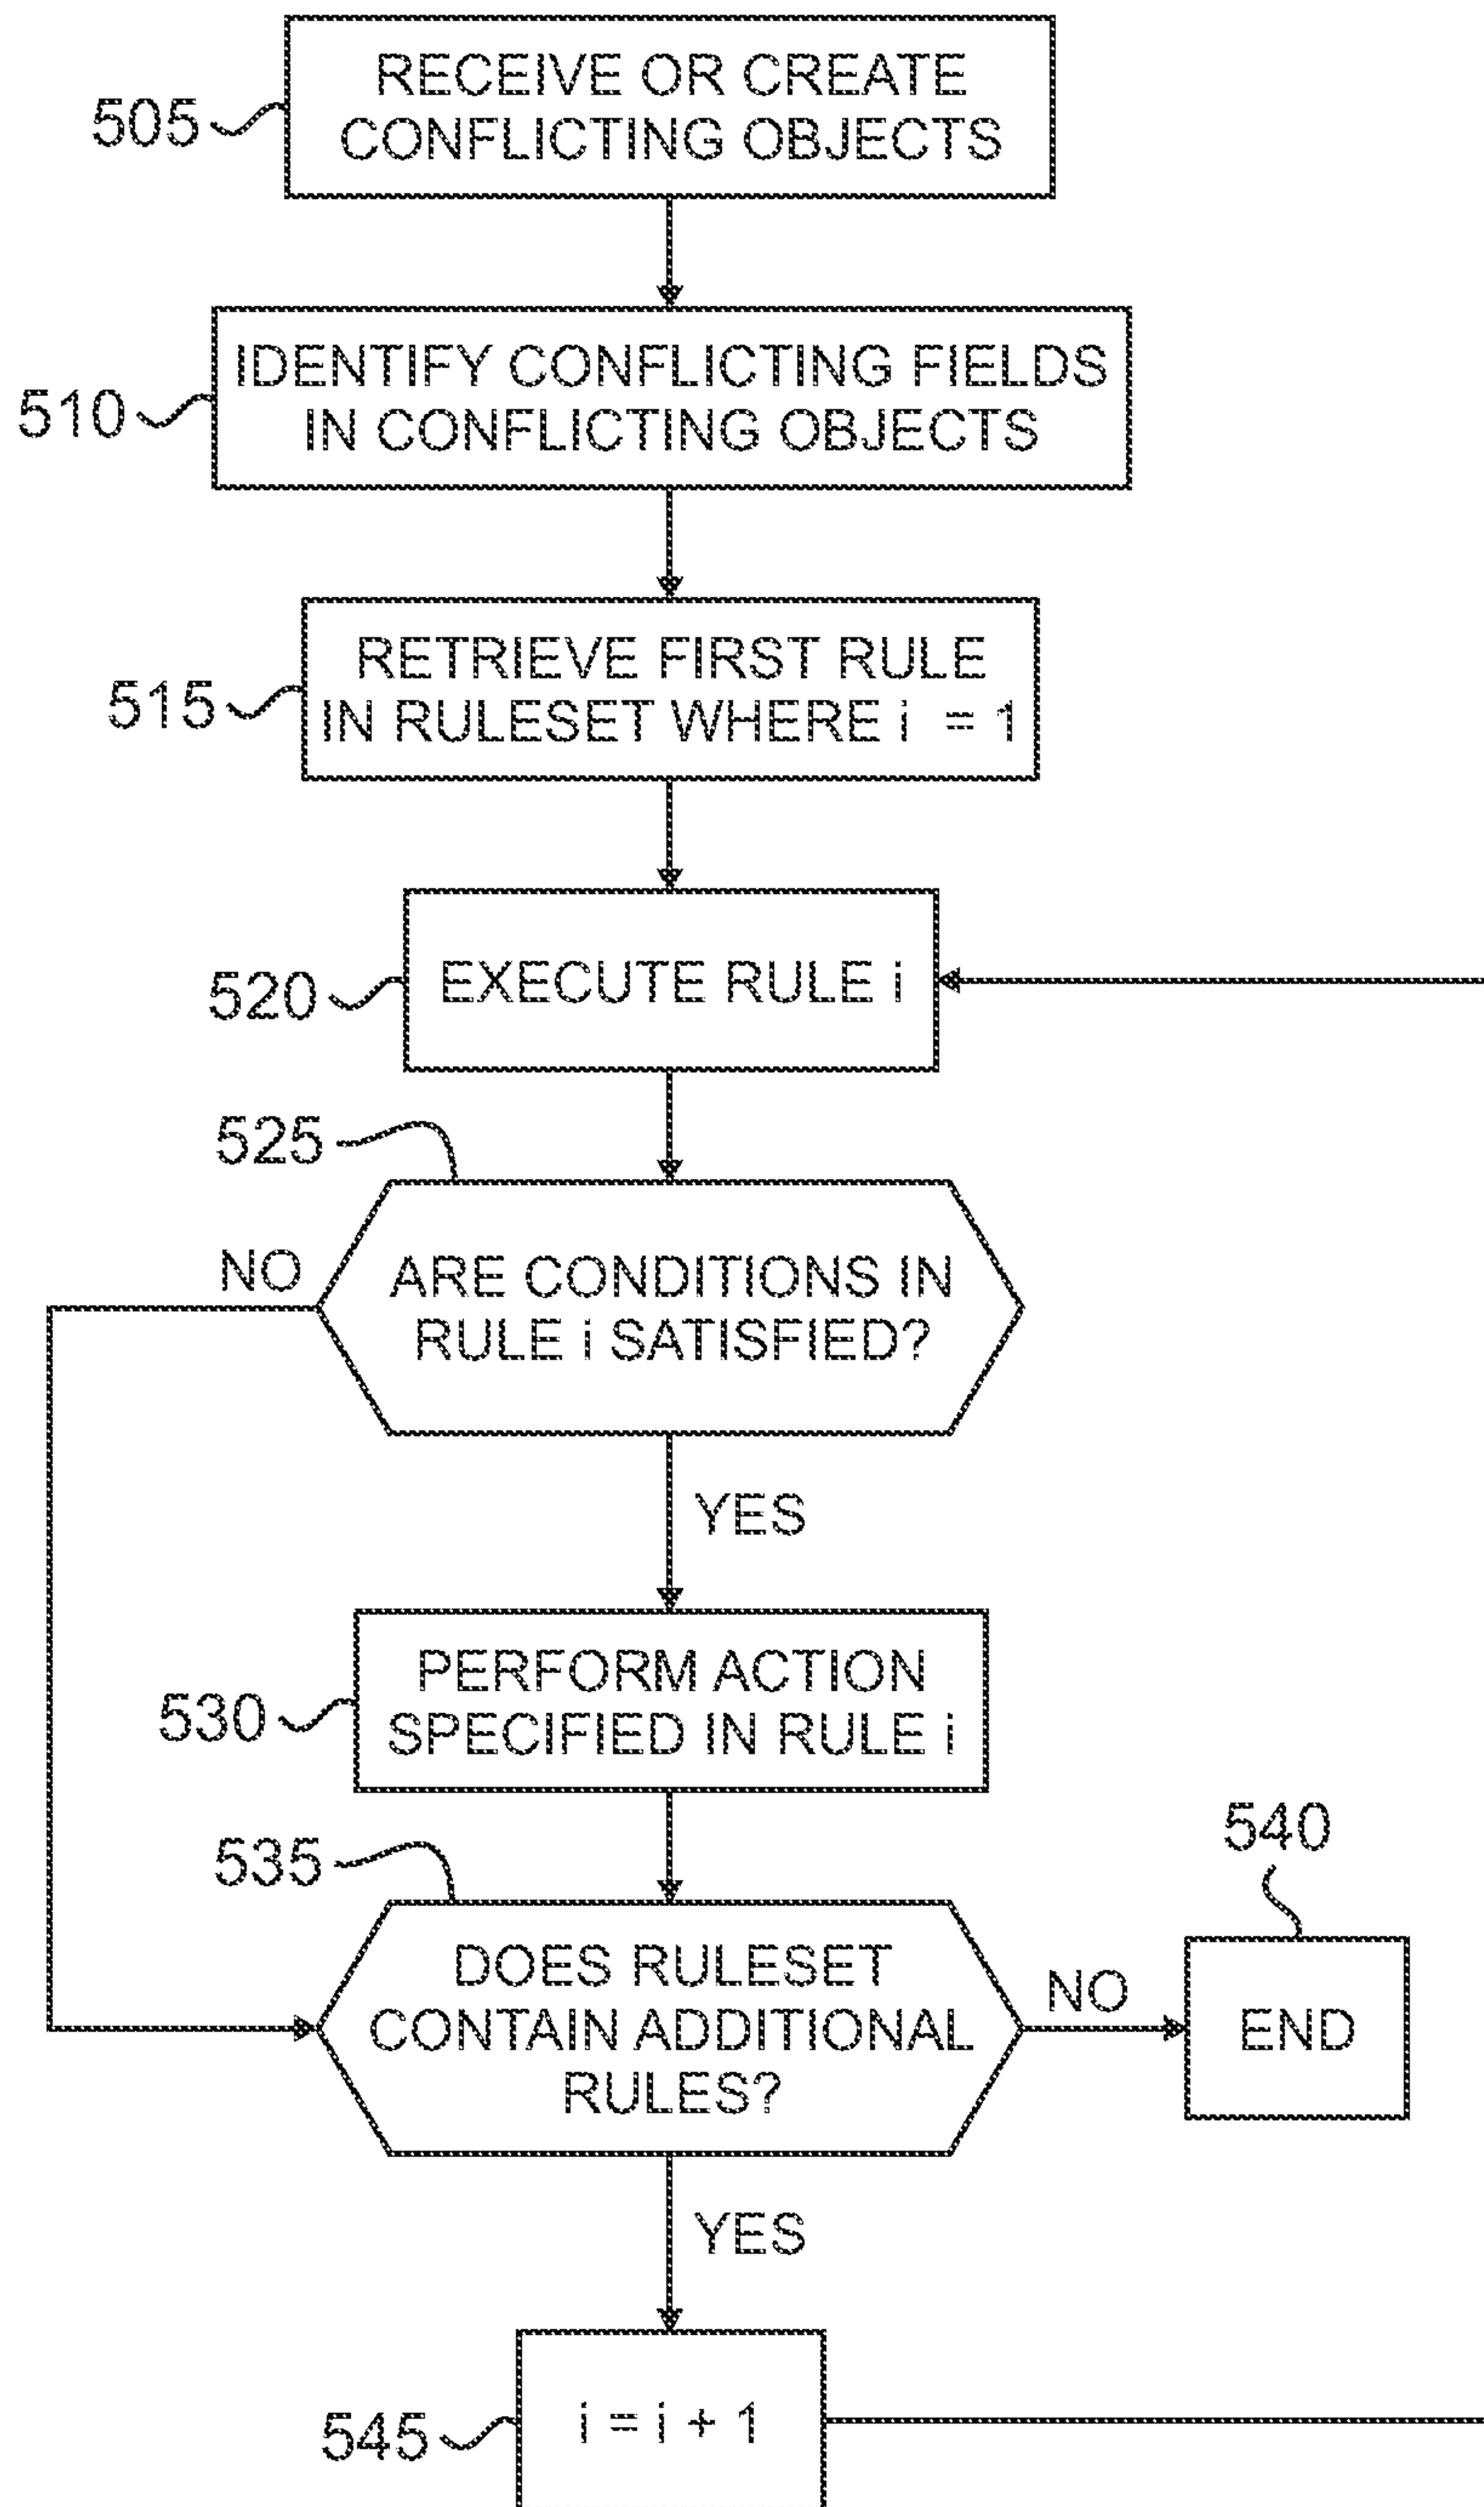 505
RECEIVE OR CREATE
CONFLICTING OBJECTS
510
IDENTIFY CONFLICTING FIELDS
IN CONFLICTING OBJECTS
515
RETRIEVE FIRST RULE
IN RULESET WHERE i = 1
520
EXECUTE RULE i
525
NO
ARE CONDITIONS IN
RULE i SATISFIED?
YES
530
PERFORM ACTION
SPECIFIED IN RULE i
535
DOES RULESET
CONTAIN ADDITIONAL
RULES?
NO
540
END
YES
545
i = i + 1